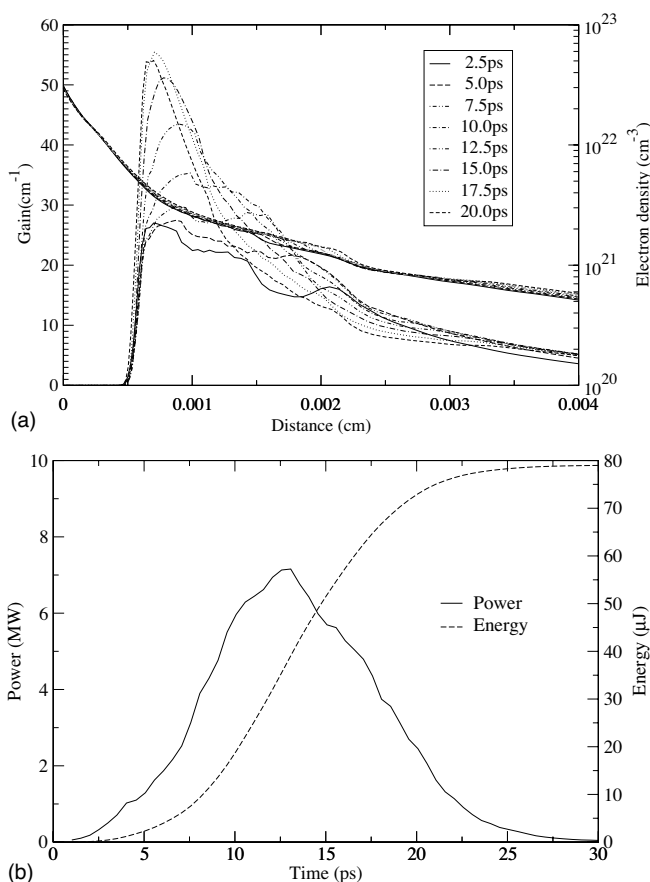 60
50
40
30
20
10
0
Gain(cm⁻¹)
10²³
10²²
10²¹
10²⁰
Electron density (cm⁻³)
2.5ps
5.0ps
7.5ps
10.0ps
12.5ps
15.0ps
17.5ps
20.0ps
0
0.001
0.002
0.003
0.004
Distance (cm)
(a)
10
8
6
4
2
0
Power (MW)
80
70
60
50
40
30
20
10
0
Energy (μJ)
Power
Energy
0
5
10
15
20
25
30
Time (ps)
(b)